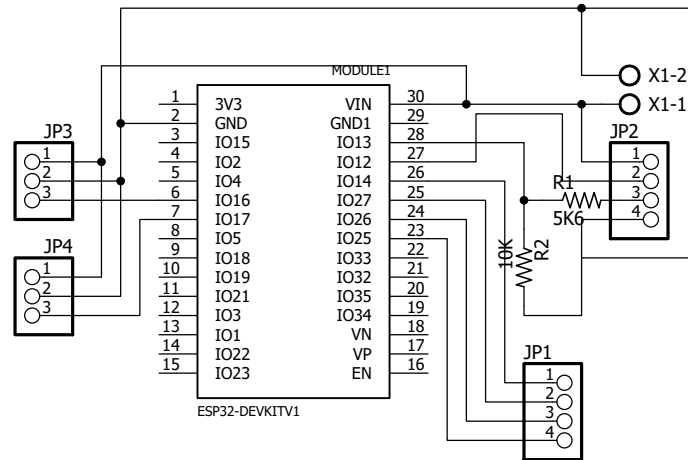 X1-2
MODULE1
X1-1
1 3V3 VIN 30
JP3 2 GND GND1 29 JP2
3 IO15 IO13 28
1 4 IO2 IO12 27 1
2 5 IO4 IO14 26 2
3 6 IO16 IO27 25 R1 3
7 IO17 IO26 24 5K6 4
JP4 8 IO5 IO25 23
9 IO18 IO33 22 10K R2
1 10 IO19 IO32 21
2 11 IO21 IO35 20
3 12 IO3 IO34 19
13 IO1 VN 18
14 IO22 VP 17 JP1
15 IO23 EN 16
1
2
ESP32-DEVKITV1
3
4